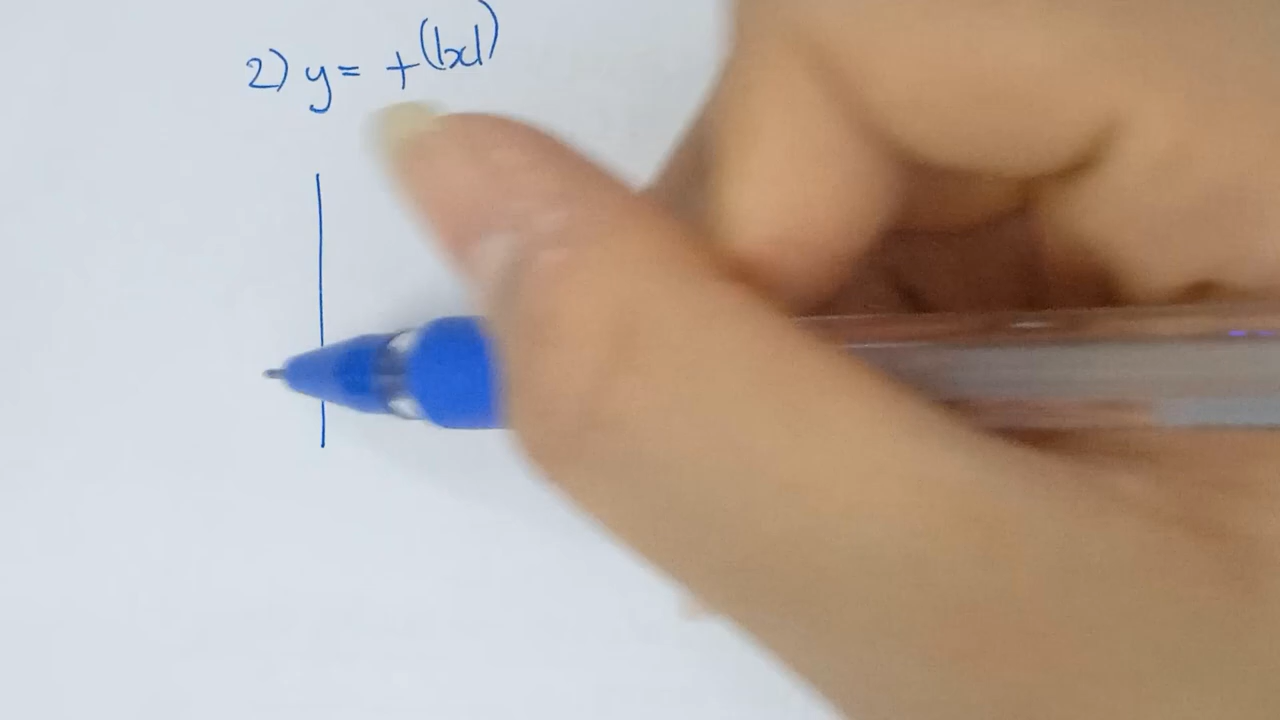 2) y = +(|x|)